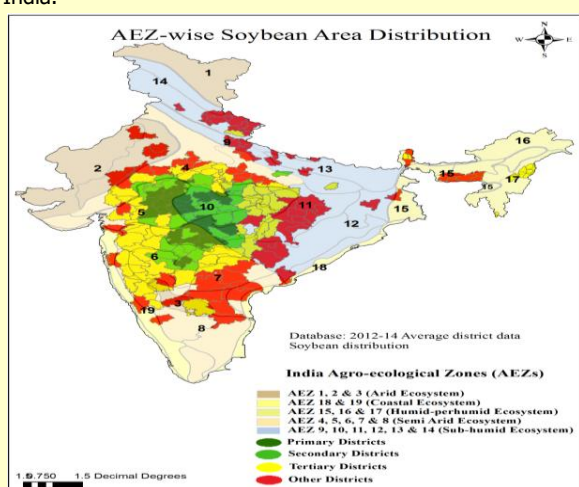 India.
AEZ-wise Soybean Area Distribution
N
W
E
S
1
14
9
2
4
13
16
15
17
15
5
10
11
15
12
6
7
18
3
19
8
Database: 2012-14 Average district data
Soybean distribution
India Agro-ecological Zones (AEZs)
AEZ 1, 2 & 3 (Arid Ecosystem)
AEZ 18 & 19 (Coastal Ecosystem)
AEZ 15, 16 & 17 (Humid-perhumid Ecosystem)
AEZ 4, 5, 6, 7 & 8 (Semi Arid Ecosystem)
AEZ 9, 10, 11, 12, 13 & 14 (Sub-humid Ecosystem)
Primary Districts
Secondary Districts
Tertiary Districts
Other Districts
1.5 Decimal Degrees